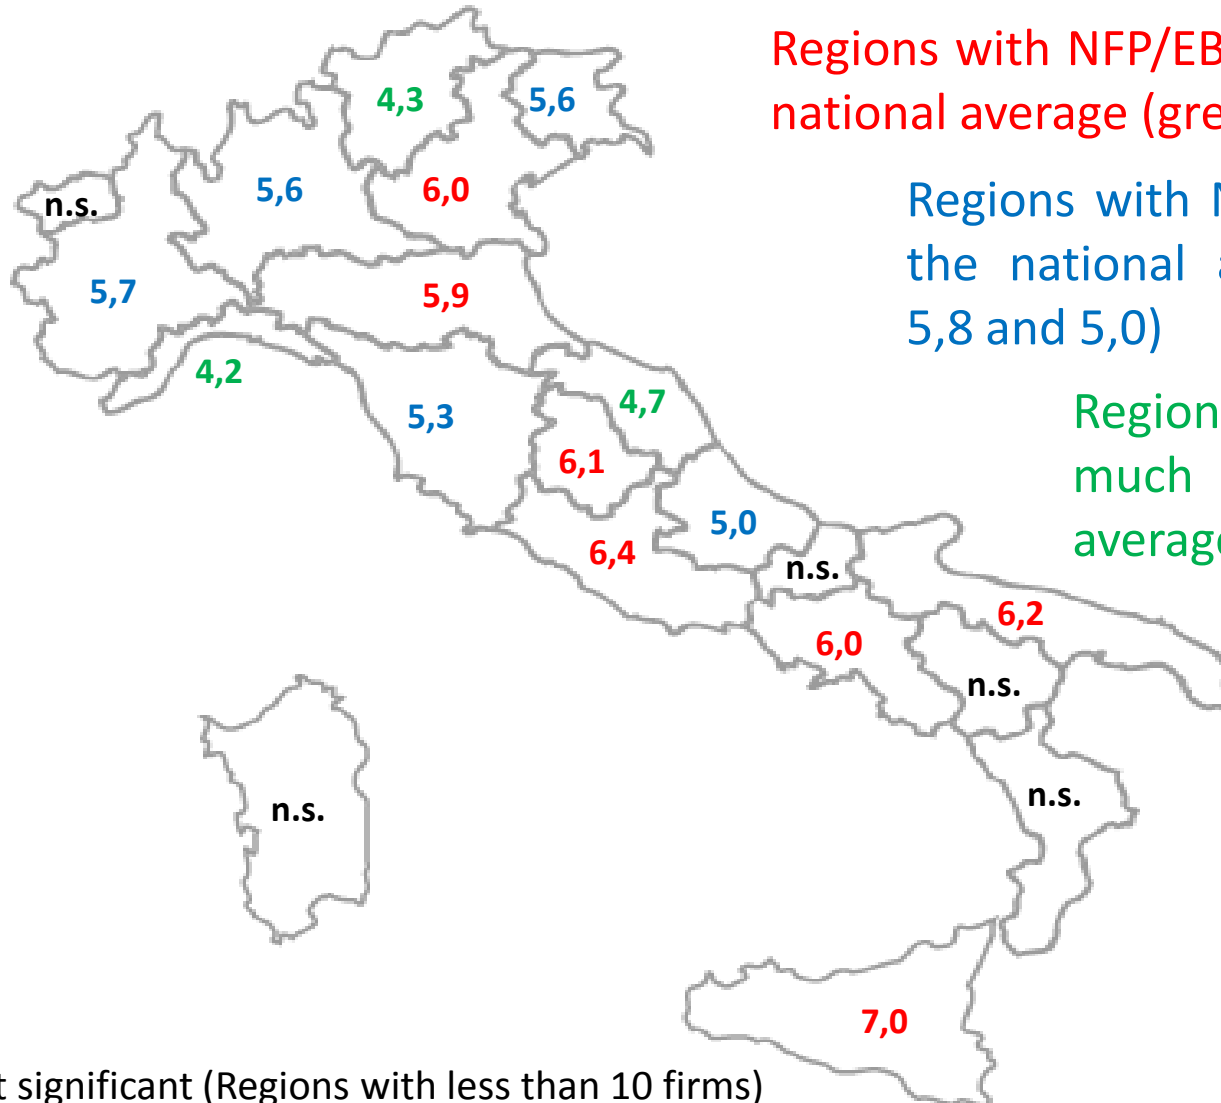 Regions with NFP/EB
national average (gre
4,3
5,6
Regions with N
the national a
5,8 and 5,0)
n.s.
5,6
6,0
5,7
5,9
4,2
4,7
Region
much
average
5,3
6,1
5,0
6,4
n.s.
6,2
6,0
n.s.
n.s.
n.s.
7,0
t significant (Regions with less than 10 firms)